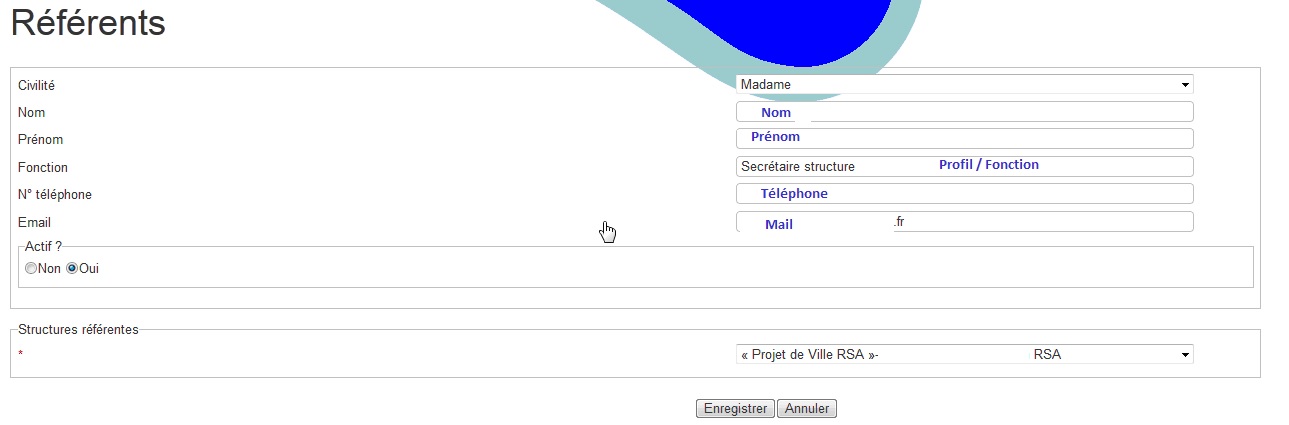 Référents
Civilité Madame
Nom Nom
Prénom Prénom
Fonction Secrétaire structure Profil / Fonction
N° téléphone Téléphone
Email Mail .fr
Actif ?
Non Oui
Structures référentes
* « Projet de Ville RSA »- RSA
Enregistrer Annuler